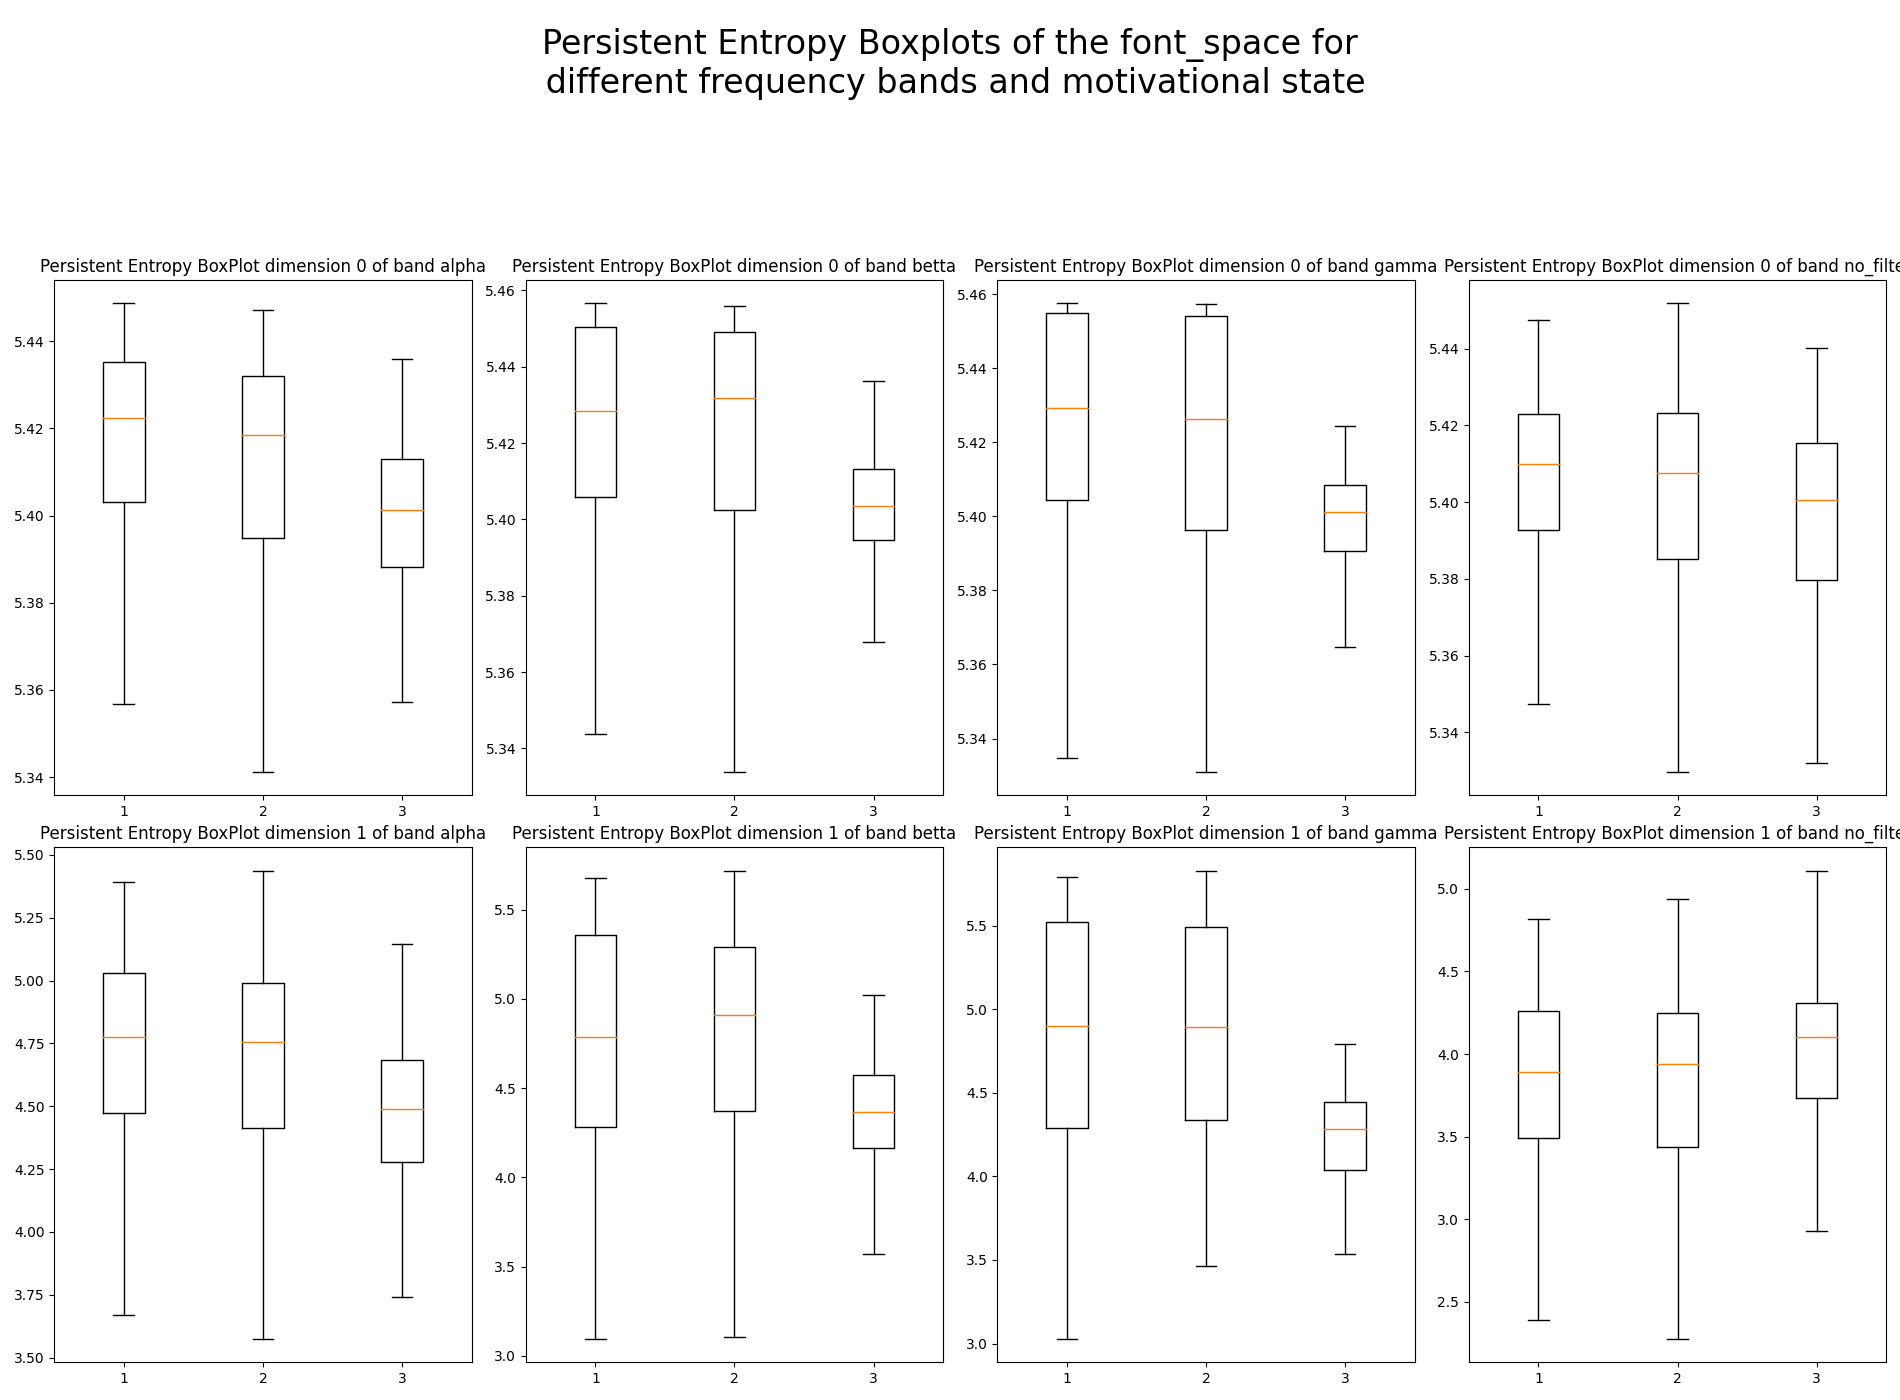 Persistent Entropy Boxplots of the font_space for
different frequency bands and motivational state
Persistent Entropy BoxPlot dimension 0 of band alpha
5.44
5.42
5.40
5.38
5.36
5.34
1 2 3
Persistent Entropy BoxPlot dimension 0 of band betta
5.46
5.44
5.42
5.40
5.38
5.36
5.34
1 2 3
Persistent Entropy BoxPlot dimension 0 of band gamma
5.46
5.44
5.42
5.40
5.38
5.36
5.34
1 2 3
Persistent Entropy BoxPlot dimension 0 of band no_filte
5.44
5.42
5.40
5.38
5.36
5.34
1 2 3
Persistent Entropy BoxPlot dimension 1 of band alpha
5.50
5.25
5.00
4.75
4.50
4.25
4.00
3.75
3.50
1 2 3
Persistent Entropy BoxPlot dimension 1 of band betta
5.5
5.0
4.5
4.0
3.5
3.0
1 2 3
Persistent Entropy BoxPlot dimension 1 of band gamma
5.5
5.0
4.5
4.0
3.5
3.0
1 2 3
Persistent Entropy BoxPlot dimension 1 of band no_filte
5.0
4.5
4.0
3.5
3.0
2.5
1 2 3